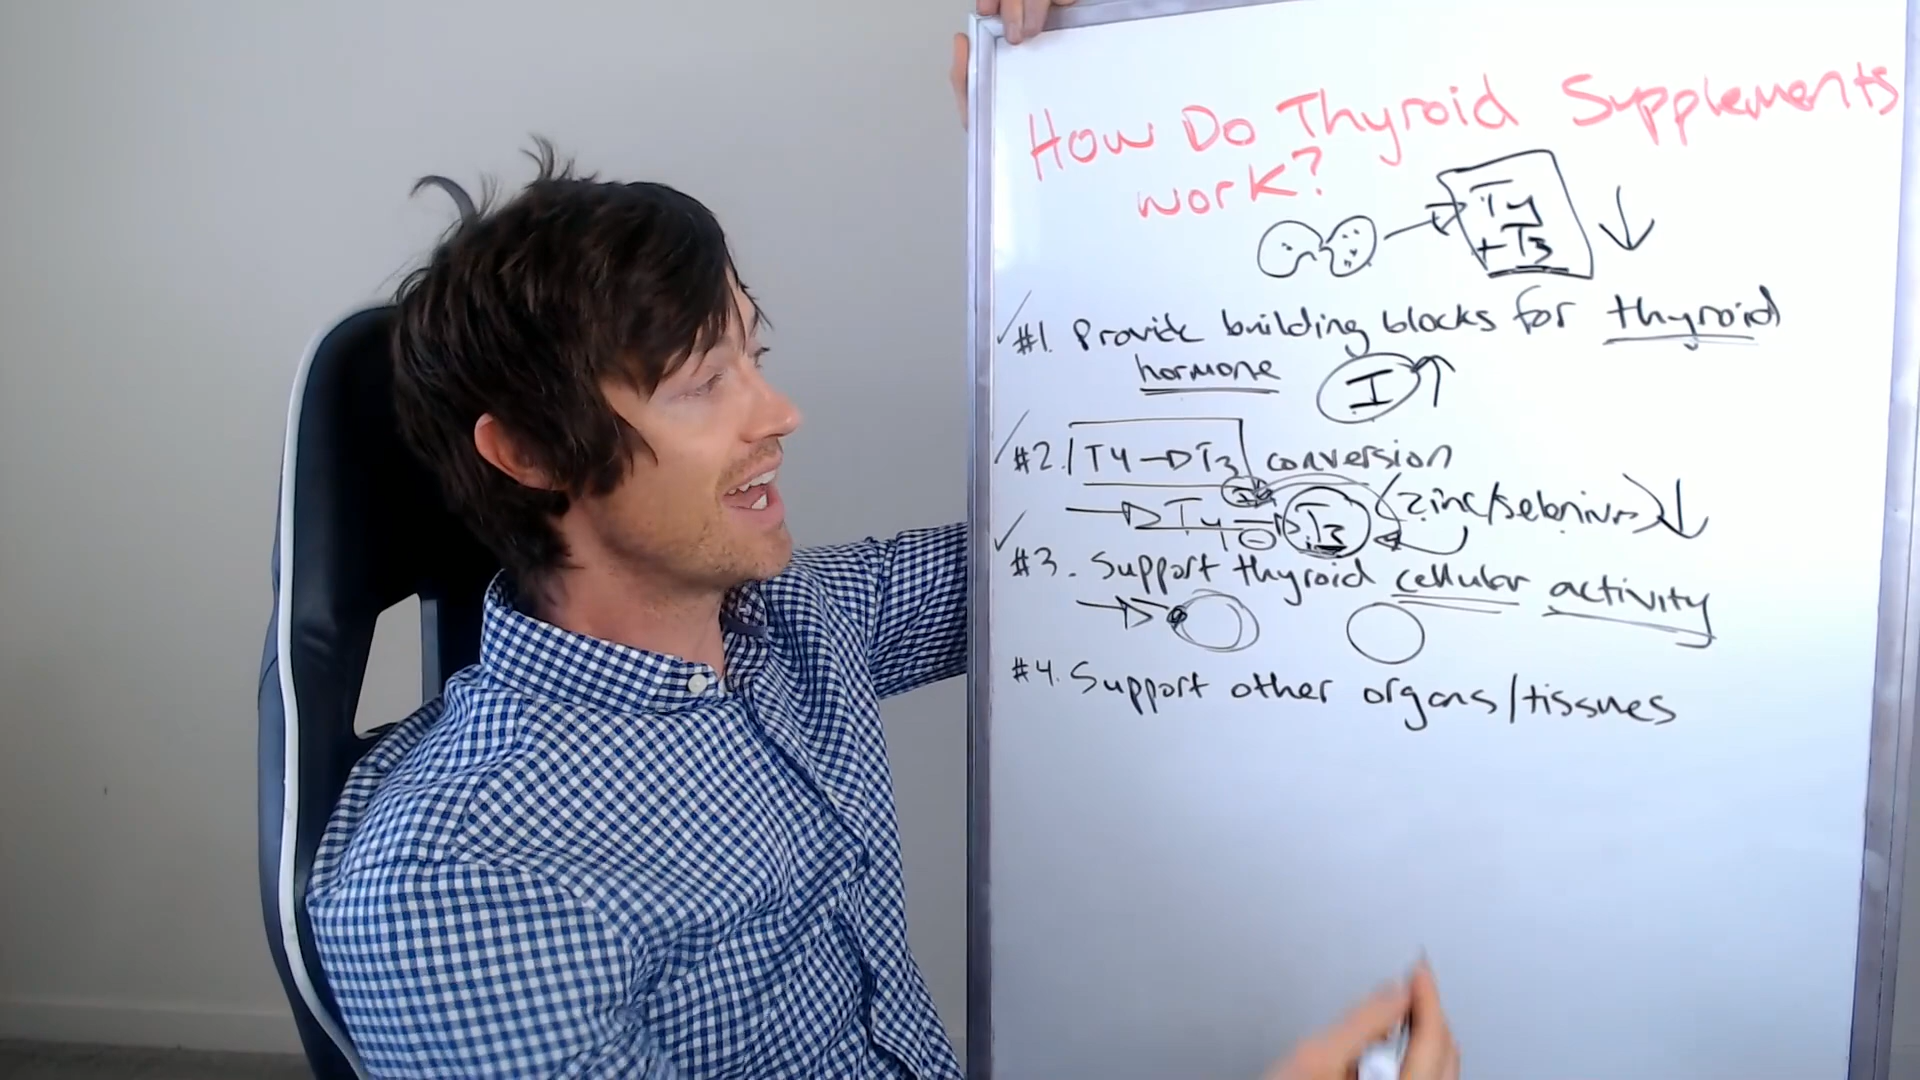 How Do Thyroid Supplements
work?
T4
+ T3
#1. Provide building blocks for thyroid
hormone I
#2. T4 → T3 conversion
T4 → T3 (zinc/selenium)
#3. Support thyroid cellular activity
#4. Support other organs/tissues